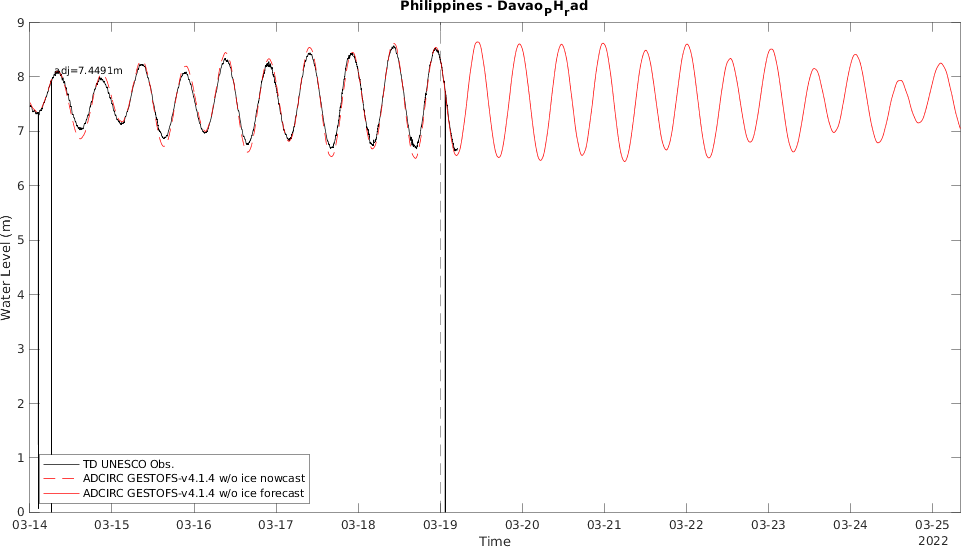 Philippines - DavaoPHrad
9
8
7
6
5
4
3
2
1
0
Water Level (m)
adj=7.4491m
TD UNESCO Obs.
ADCIRC GESTOFS-v4.1.4 w/o ice nowcast
ADCIRC GESTOFS-v4.1.4 w/o ice forecast
03-14 03-15 03-16 03-17 03-18 03-19 03-20 03-21 03-22 03-23 03-24 03-25
Time
2022